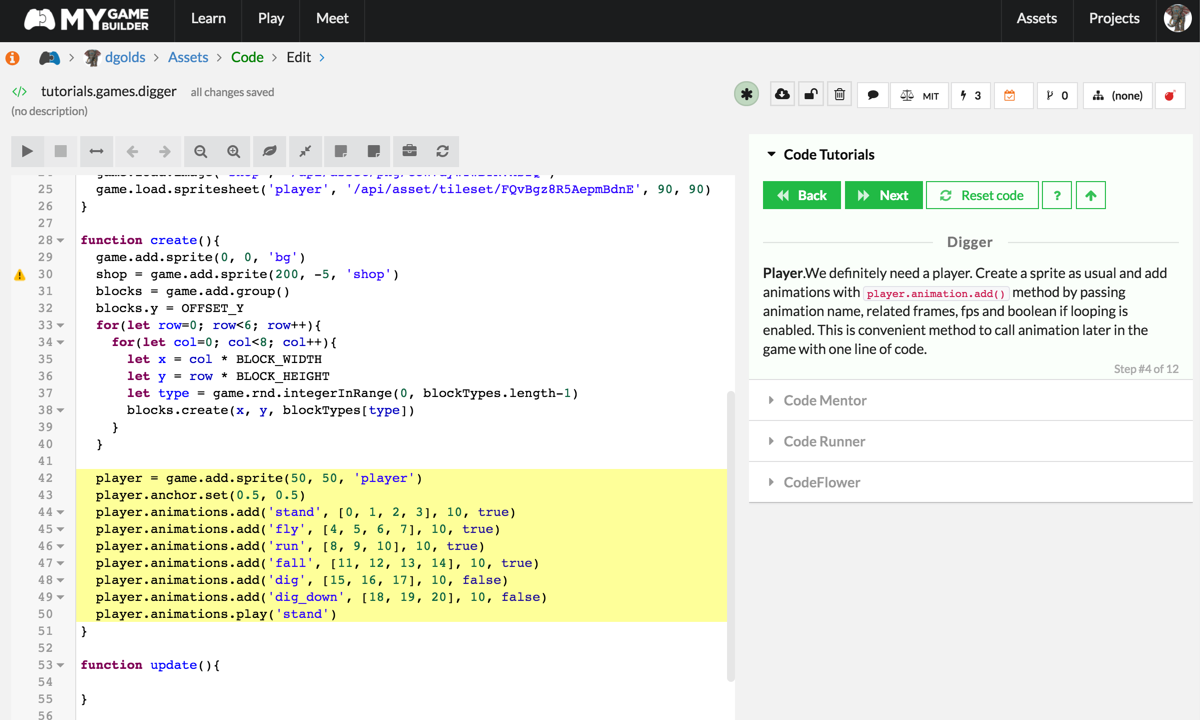 MY GAME BUILDER
Learn Play Meet Assets Projects
dgolds > Assets > Code > Edit >
</> tutorials.games.digger all changes saved
(no description)
MIT 3 0 (none)
25 game.load.spritesheet('player', '/api/asset/tileset/FQvBgz8R5AepmBdnE', 90, 90)
26 }
27
28 function create(){
29 game.add.sprite(0, 0, 'bg')
30 shop = game.add.sprite(200, -5, 'shop')
31 blocks = game.add.group()
32 blocks.y = OFFSET_Y
33 for(let row=0; row<6; row++){
34 for(let col=0; col<8; col++){
35 let x = col * BLOCK_WIDTH
36 let y = row * BLOCK_HEIGHT
37 let type = game.rnd.integerInRange(0, blockTypes.length-1)
38 blocks.create(x, y, blockTypes[type])
39 }
40 }
41
42 player = game.add.sprite(50, 50, 'player')
43 player.anchor.set(0.5, 0.5)
44 player.animations.add('stand', [0, 1, 2, 3], 10, true)
45 player.animations.add('fly', [4, 5, 6, 7], 10, true)
46 player.animations.add('run', [8, 9, 10], 10, true)
47 player.animations.add('fall', [11, 12, 13, 14], 10, true)
48 player.animations.add('dig', [15, 16, 17], 10, false)
49 player.animations.add('dig_down', [18, 19, 20], 10, false)
50 player.animations.play('stand')
51 }
52
53 function update(){
54
55 }
56
Code Tutorials
Back Next Reset code ?
Digger
Player.We definitely need a player. Create a sprite as usual and add
animations with player.animation.add() method by passing
animation name, related frames, fps and boolean if looping is
enabled. This is convenient method to call animation later in the
game with one line of code.
Step #4 of 12
Code Mentor
Code Runner
CodeFlower